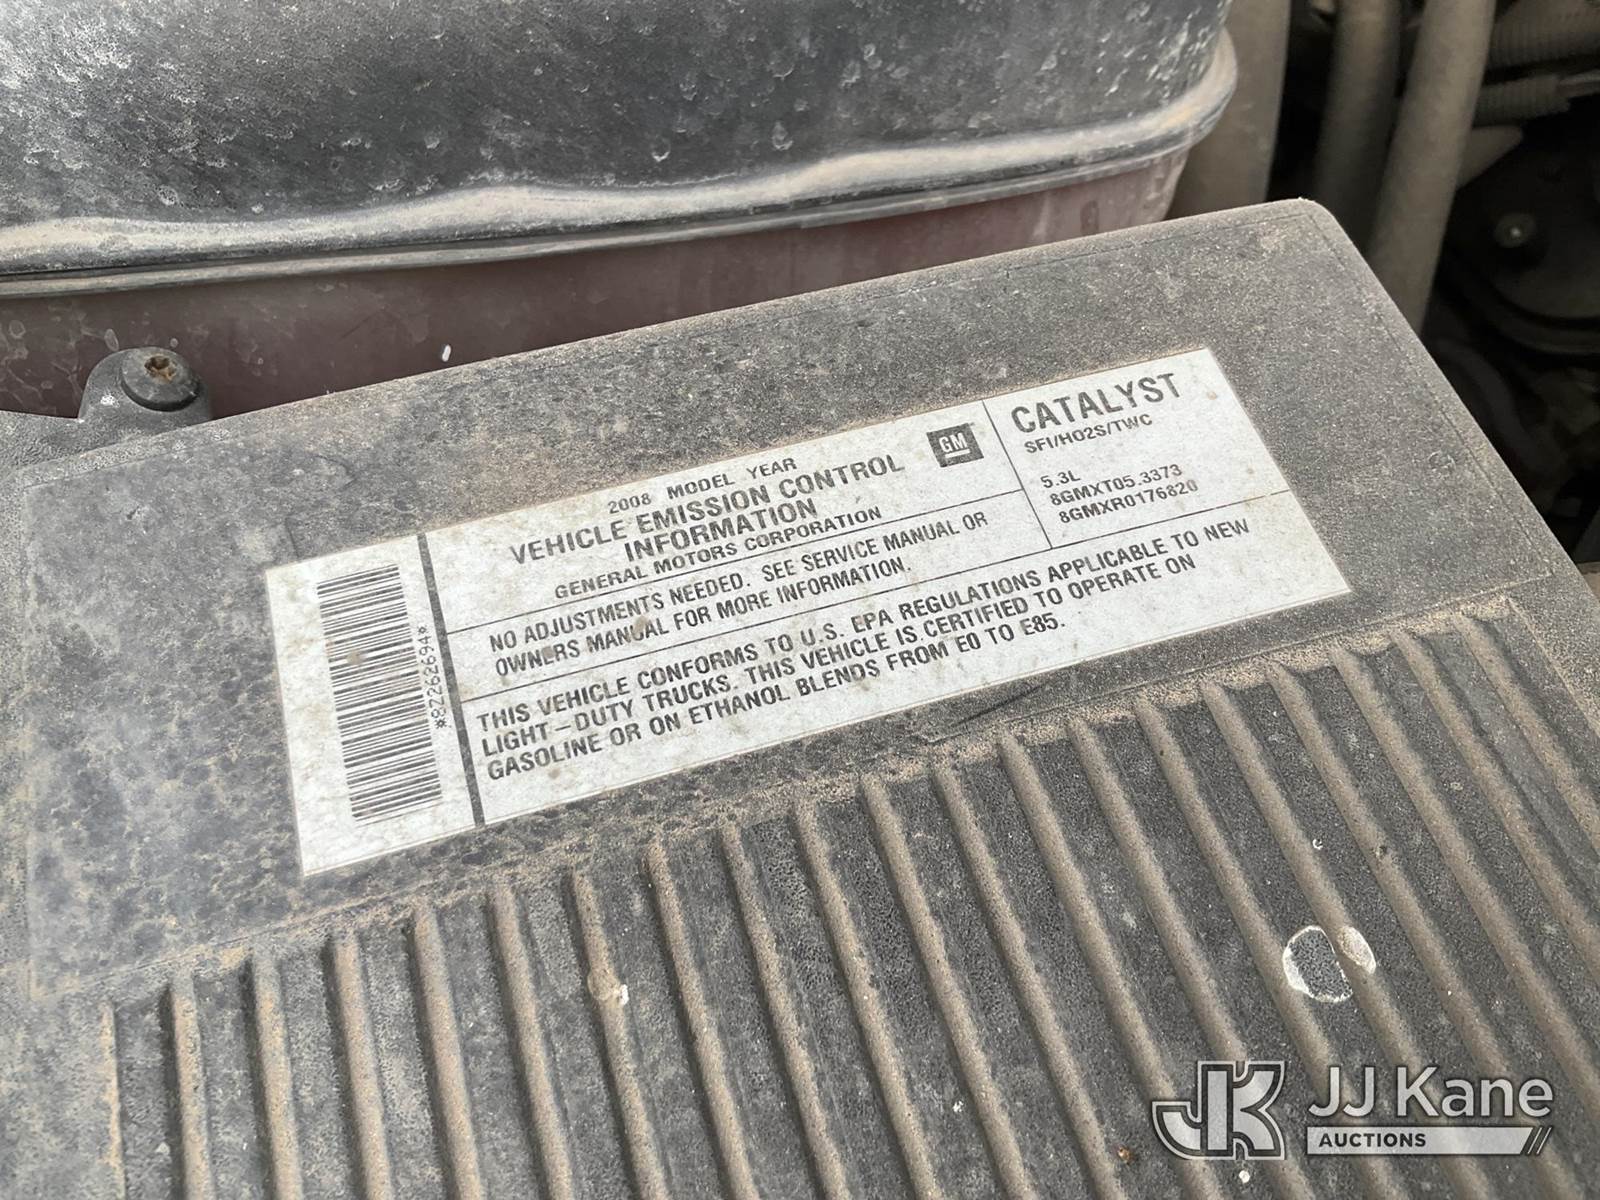 2008 MODEL YEAR
VEHICLE EMISSION CONTROL
INFORMATION
GENERAL MOTORS CORPORATION
GM
CATALYST
SFI/HO2S/TWC
5.3L
8GMXT05.3373
8GMXR0176820
NO ADJUSTMENTS NEEDED. SEE SERVICE MANUAL OR
OWNERS MANUAL FOR MORE INFORMATION.
THIS VEHICLE CONFORMS TO U.S. EPA REGULATIONS APPLICABLE TO NEW
LIGHT-DUTY TRUCKS. THIS VEHICLE IS CERTIFIED TO OPERATE ON
GASOLINE OR ON ETHANOL BLENDS FROM E0 TO E85.
*82262694*
JK JJ Kane
AUCTIONS